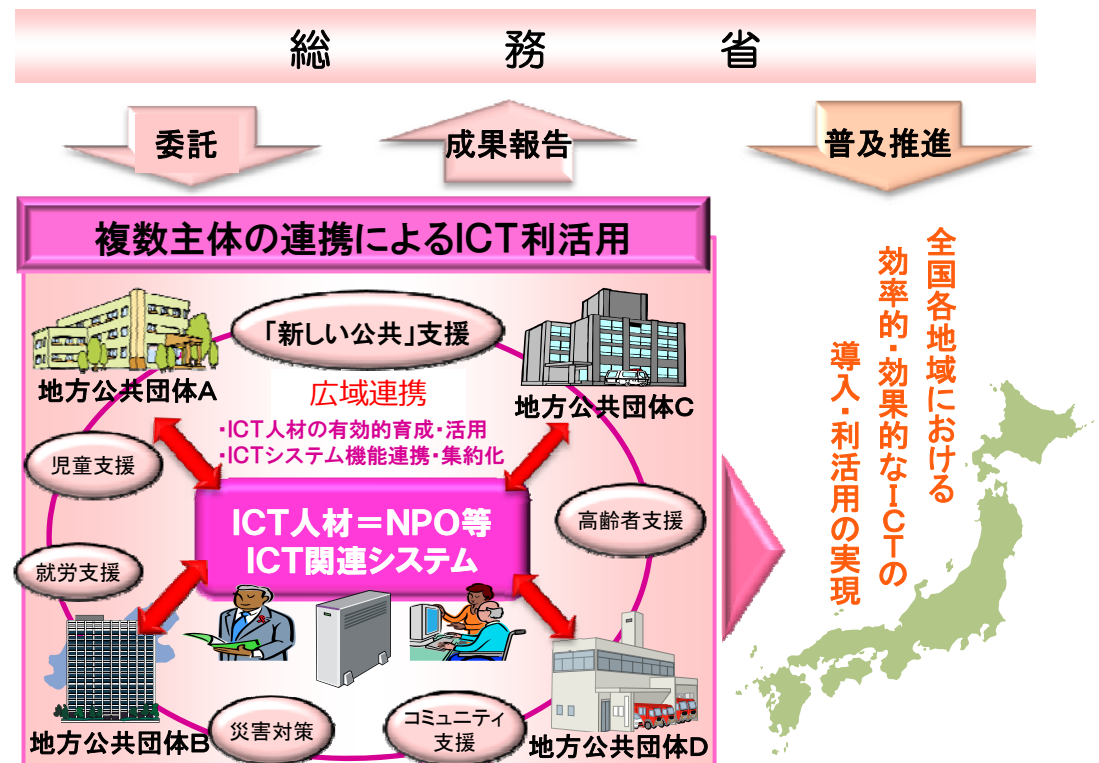 総務省
委託
成果報告
普及推進
複数主体の連携によるICT利活用
「新しい公共」支援
地方公共団体A
広域連携
地方公共団体C
・ICT人材の有効的育成・活用
・ICTシステム機能連携・集約化
児童支援
ICT人材＝NPO等
ICT関連システム
高齢者支援
就労支援
地方公共団体B
災害対策
コミュニティ
支援
地方公共団体D
全国各地域における
効率的・効果的なICTの
導入・利活用の実現